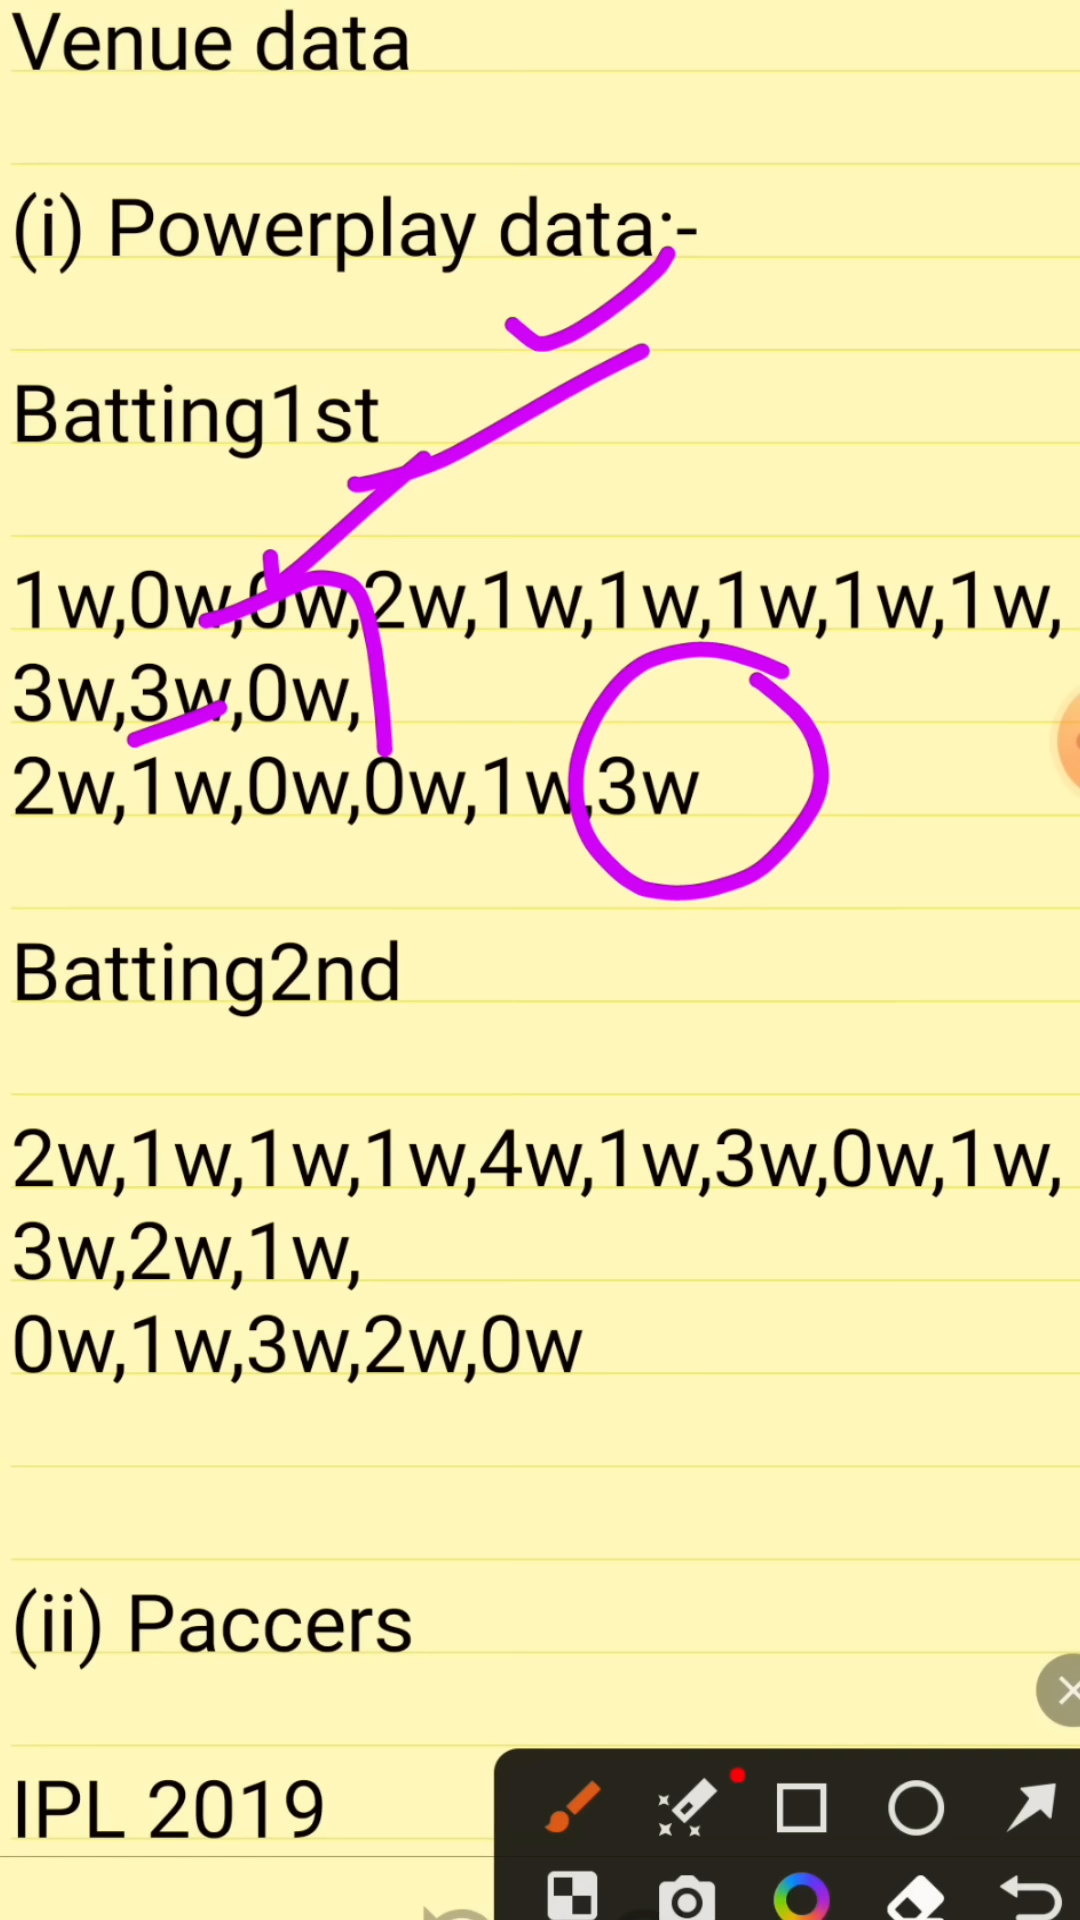 Venue data
(i) Powerplay data:-
Batting1st
1w,0w,0w,2w,1w,1w,1w,1w,1w,
3w,3w,0w,
2w,1w,0w,0w,1w,3w
Batting2nd
2w,1w,1w,1w,4w,1w,3w,0w,1w,
3w,2w,1w,
0w,1w,3w,2w,0w
(ii) Paccers
IPL 2019